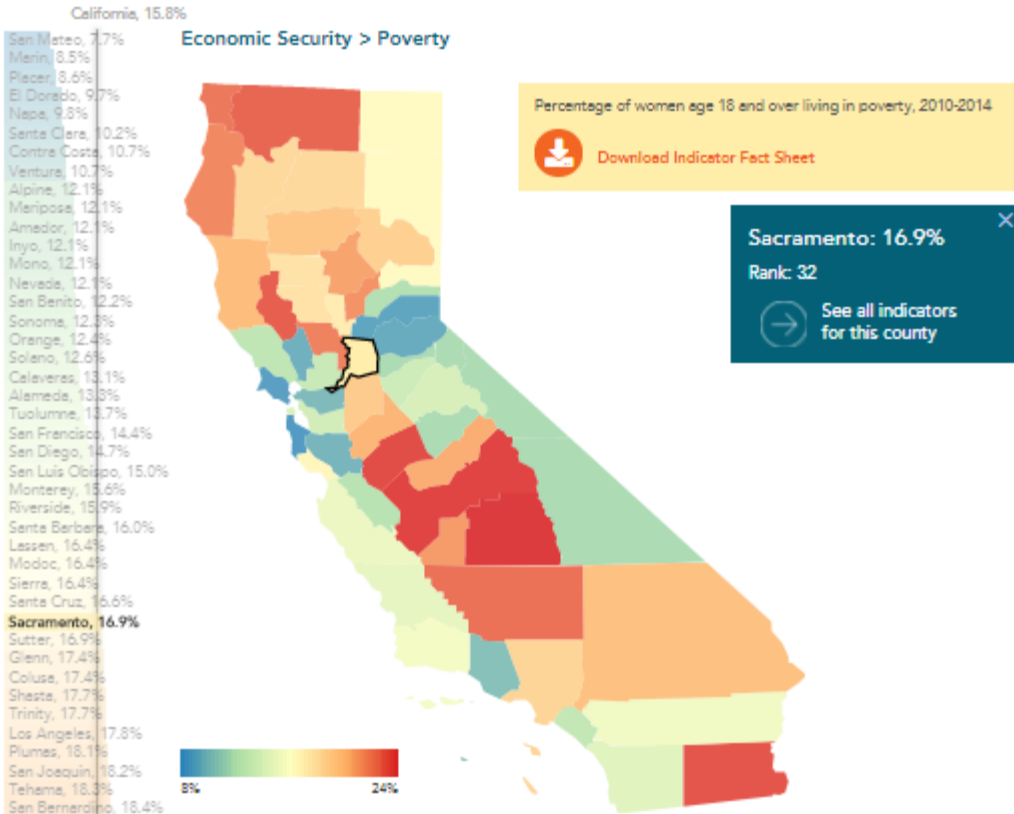 California, 15.8%
San Mateo, 7.7%
Marin, 8.5%
Placer, 8.6%
El Dorado, 9.7%
Napa, 9.8%
Santa Clara, 10.2%
Contra Costa, 10.7%
Ventura, 10.7%
Alpine, 12.1%
Mariposa, 12.1%
Amador, 12.1%
Inyo, 12.1%
Mono, 12.1%
Nevada, 12.1%
San Benito, 12.2%
Sonoma, 12.3%
Orange, 12.4%
Solano, 12.6%
Calaveras, 13.1%
Alameda, 13.3%
Tuolumne, 13.7%
San Francisco, 14.4%
San Diego, 14.7%
San Luis Obispo, 15.0%
Monterey, 15.6%
Riverside, 15.9%
Santa Barbara, 16.0%
Lassen, 16.4%
Modoc, 16.4%
Sierra, 16.4%
Santa Cruz, 16.6%
Sacramento, 16.9%
Sutter, 16.9%
Glenn, 17.4%
Colusa, 17.4%
Shasta, 17.7%
Trinity, 17.7%
Los Angeles, 17.8%
Plumas, 18.1%
San Joaquin, 18.2%
Tehama, 18.3%
San Bernardino, 18.4%
Economic Security > Poverty
Percentage of women age 18 and over living in poverty, 2010-2014
Download Indicator Fact Sheet
Sacramento: 16.9%
Rank: 32
See all indicators
for this county
8%
24%